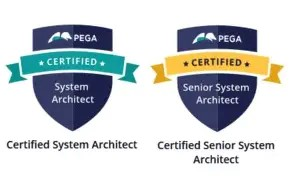 PEGA
★ CERTIFIED ★
System
Architect
Certified System Architect
PEGA
★ CERTIFIED ★
Senior System
Architect
Certified Senior System
Architect